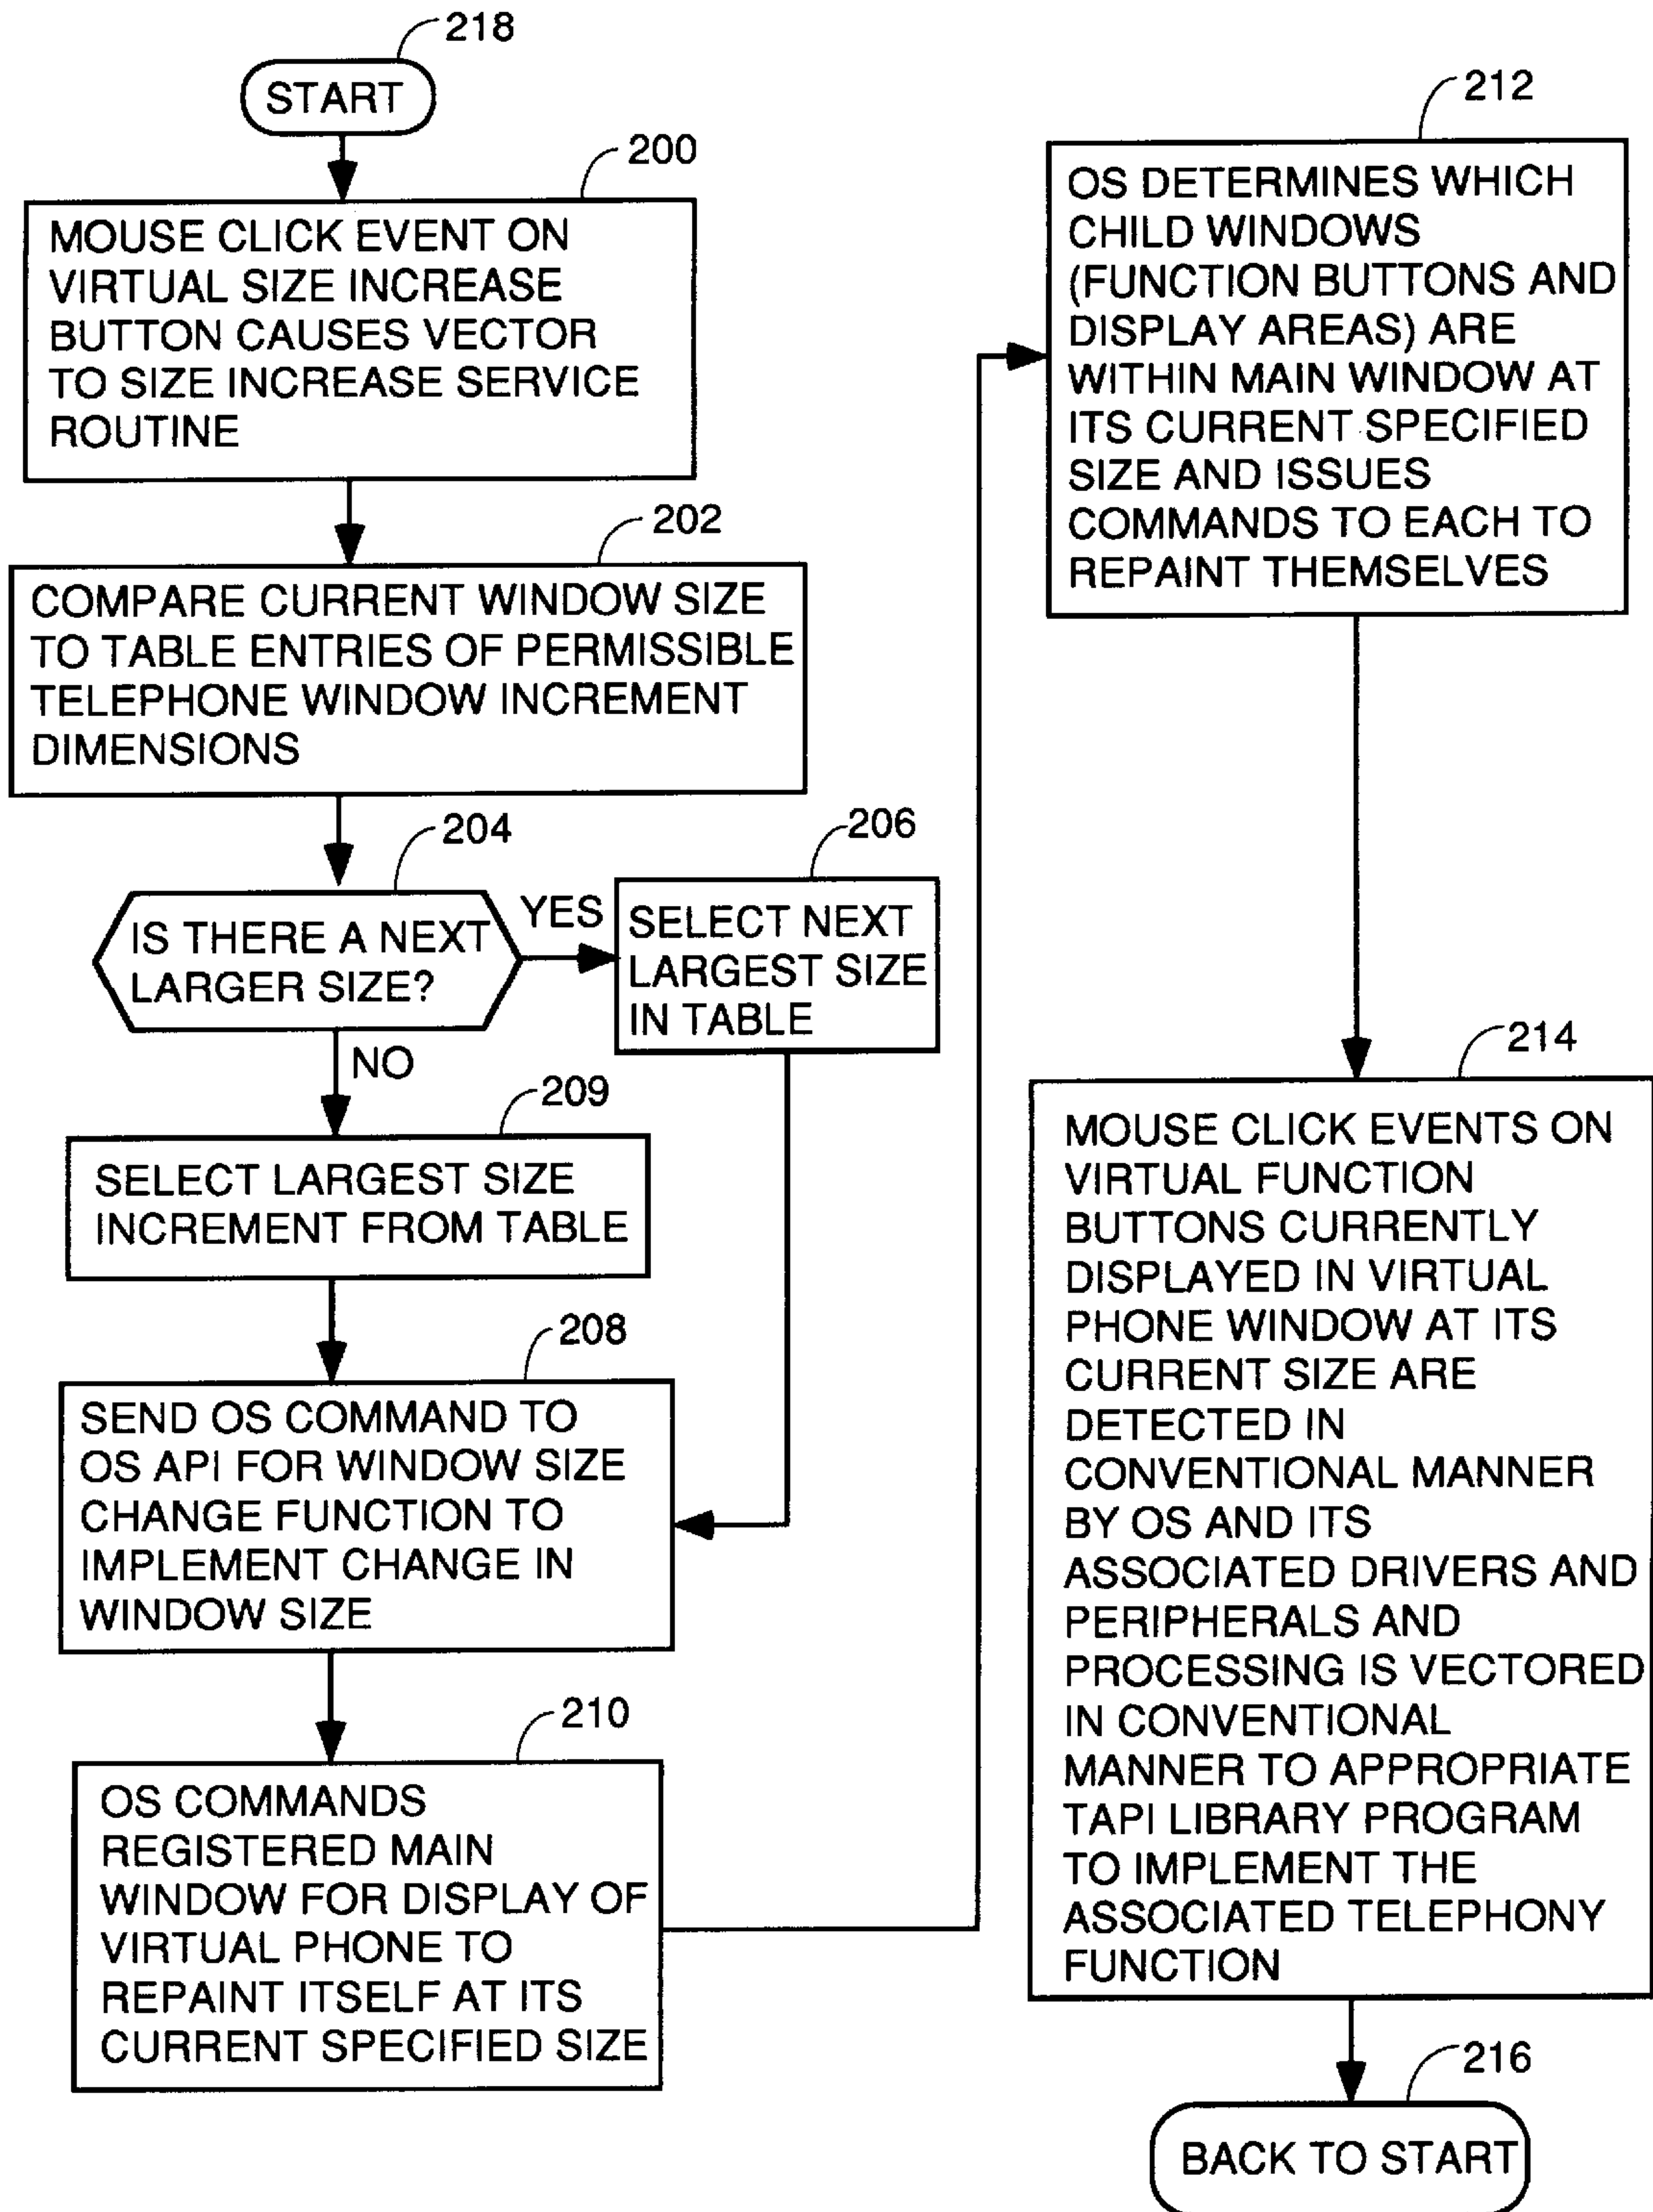 218
START
200
MOUSE CLICK EVENT ON
VIRTUAL SIZE INCREASE
BUTTON CAUSES VECTOR
TO SIZE INCREASE SERVICE
ROUTINE
202
COMPARE CURRENT WINDOW SIZE
TO TABLE ENTRIES OF PERMISSIBLE
TELEPHONE WINDOW INCREMENT
DIMENSIONS
204
IS THERE A NEXT
LARGER SIZE?
YES
206
SELECT NEXT
LARGEST SIZE
IN TABLE
NO
209
SELECT LARGEST SIZE
INCREMENT FROM TABLE
208
SEND OS COMMAND TO
OS API FOR WINDOW SIZE
CHANGE FUNCTION TO
IMPLEMENT CHANGE IN
WINDOW SIZE
210
OS COMMANDS
REGISTERED MAIN
WINDOW FOR DISPLAY OF
VIRTUAL PHONE TO
REPAINT ITSELF AT ITS
CURRENT SPECIFIED SIZE
212
OS DETERMINES WHICH
CHILD WINDOWS
(FUNCTION BUTTONS AND
DISPLAY AREAS) ARE
WITHIN MAIN WINDOW AT
ITS CURRENT SPECIFIED
SIZE AND ISSUES
COMMANDS TO EACH TO
REPAINT THEMSELVES
214
MOUSE CLICK EVENTS ON
VIRTUAL FUNCTION
BUTTONS CURRENTLY
DISPLAYED IN VIRTUAL
PHONE WINDOW AT ITS
CURRENT SIZE ARE
DETECTED IN
CONVENTIONAL MANNER
BY OS AND ITS
ASSOCIATED DRIVERS AND
PERIPHERALS AND
PROCESSING IS VECTORED
IN CONVENTIONAL
MANNER TO APPROPRIATE
TAPI LIBRARY PROGRAM
TO IMPLEMENT THE
ASSOCIATED TELEPHONY
FUNCTION
216
BACK TO START